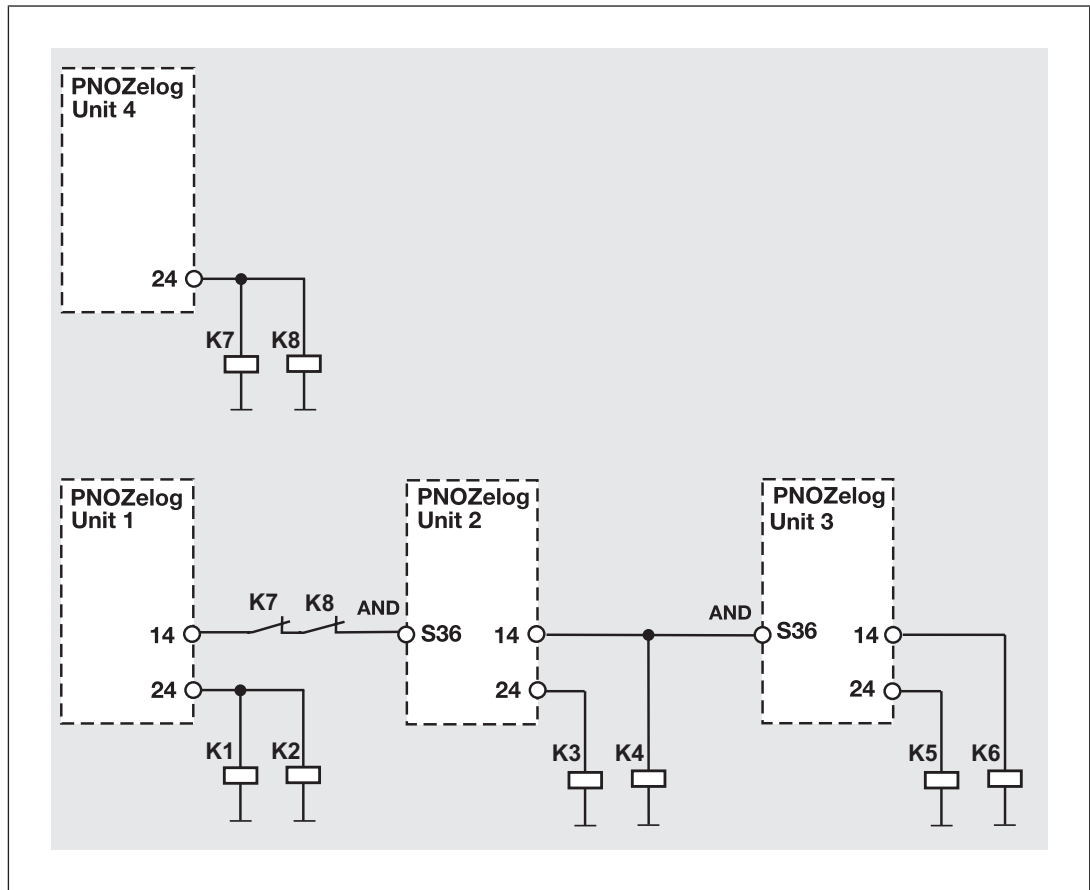 PNOZelog
Unit 4
24
K7 K8
PNOZelog
Unit 1
PNOZelog
Unit 2
PNOZelog
Unit 3
K7 K8 AND
AND
14
S36 14
S36 14
24
24
24
K1 K2
K3 K4
K5 K6